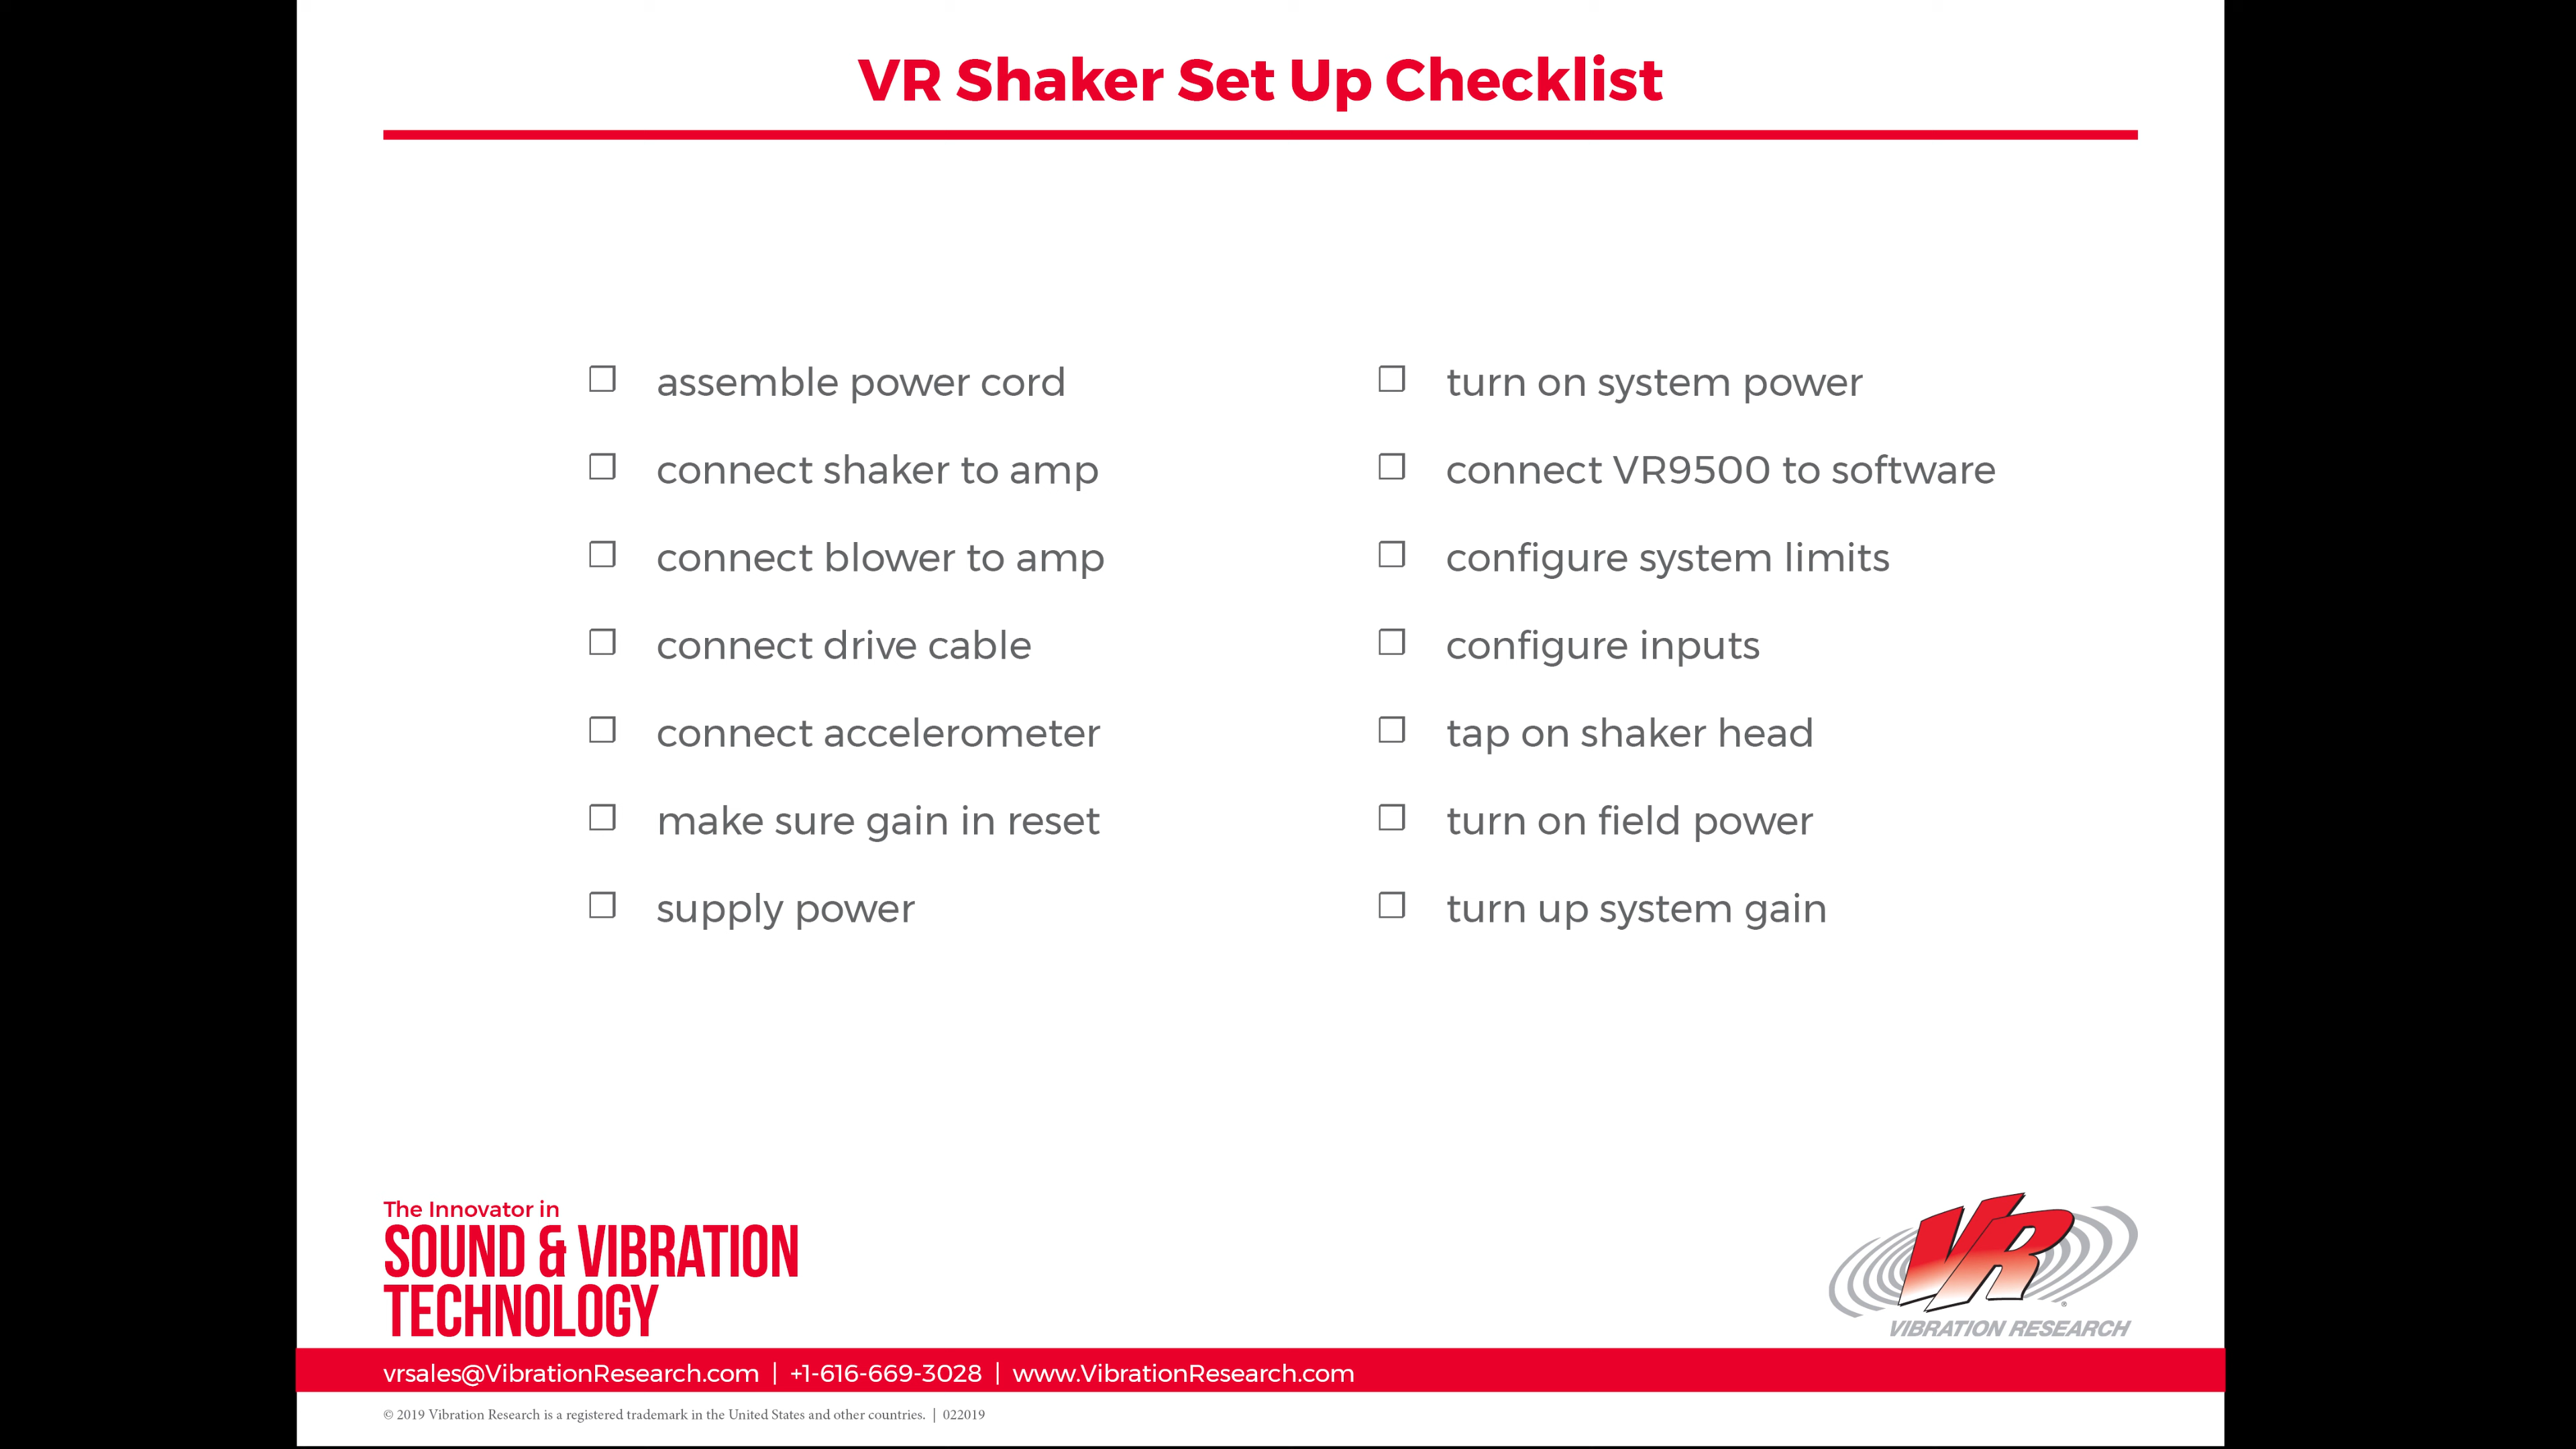 VR Shaker Set Up Checklist
assemble power cord
connect shaker to amp
connect blower to amp
connect drive cable
connect accelerometer
make sure gain in reset
supply power
turn on system power
connect VR9500 to software
configure system limits
configure inputs
tap on shaker head
turn on field power
turn up system gain
The Innovator in
SOUND & VIBRATION
TECHNOLOGY
VR
VIBRATION RESEARCH
vrsales@VibrationResearch.com | +1-616-669-3028 | www.VibrationResearch.com
© 2019 Vibration Research is a registered trademark in the United States and other countries. | 022019